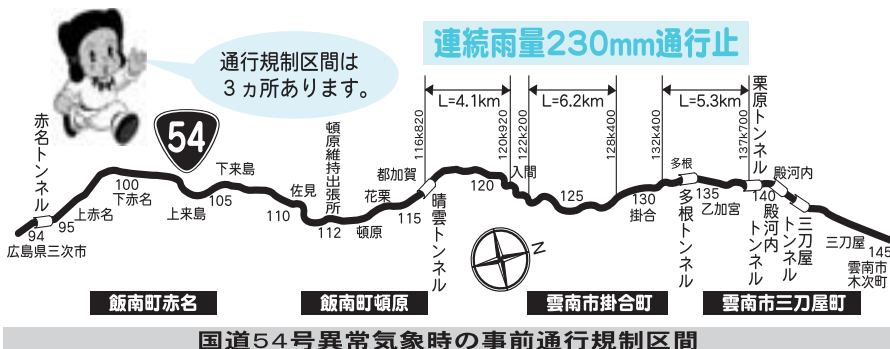 連続雨量230mm通行止
通行規制区間は
３ヵ所あります。
54
L=4.1km
L=6.2km
L=5.3km
116k820
120k920
122k200
128k400
132k400
137k700
赤名トンネル
94
広島県三次市
95
上赤名
100
下赤名
上来島
下来島
105
110
佐見
頓原維持出張所
112
頓原
花栗
都加賀
115
晴雲トンネル
120
入間
125
130
掛合
多根
多根トンネル
135
乙加宮
栗原トンネル
140
殿河内
殿河内トンネル
三刀屋トンネル
三刀屋
145
雲南市
木次町
N
飯南町赤名
飯南町頓原
雲南市掛合町
雲南市三刀屋町
国道54号異常気象時の事前通行規制区間